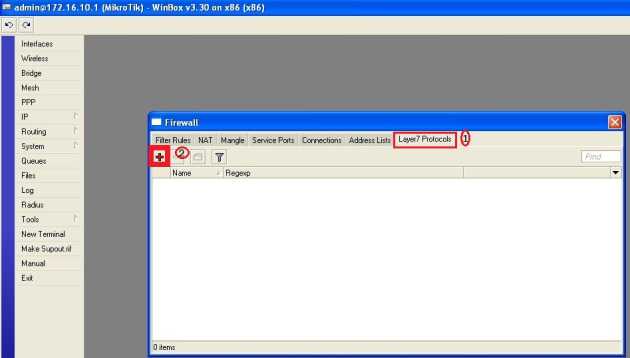 admin@172.16.10.1 (MikroTik) - WinBox v3.30 on x86 (x86)
Interfaces
Wireless
Bridge
Mesh
PPP
IP
Routing
System
Queues
Files
Log
Radius
Tools
New Terminal
Make Supout.rif
Manual
Exit
Firewall
Filter Rules NAT Mangle Service Ports Connections Address Lists Layer7 Protocols 1
2 Find
Name Regexp
0 items